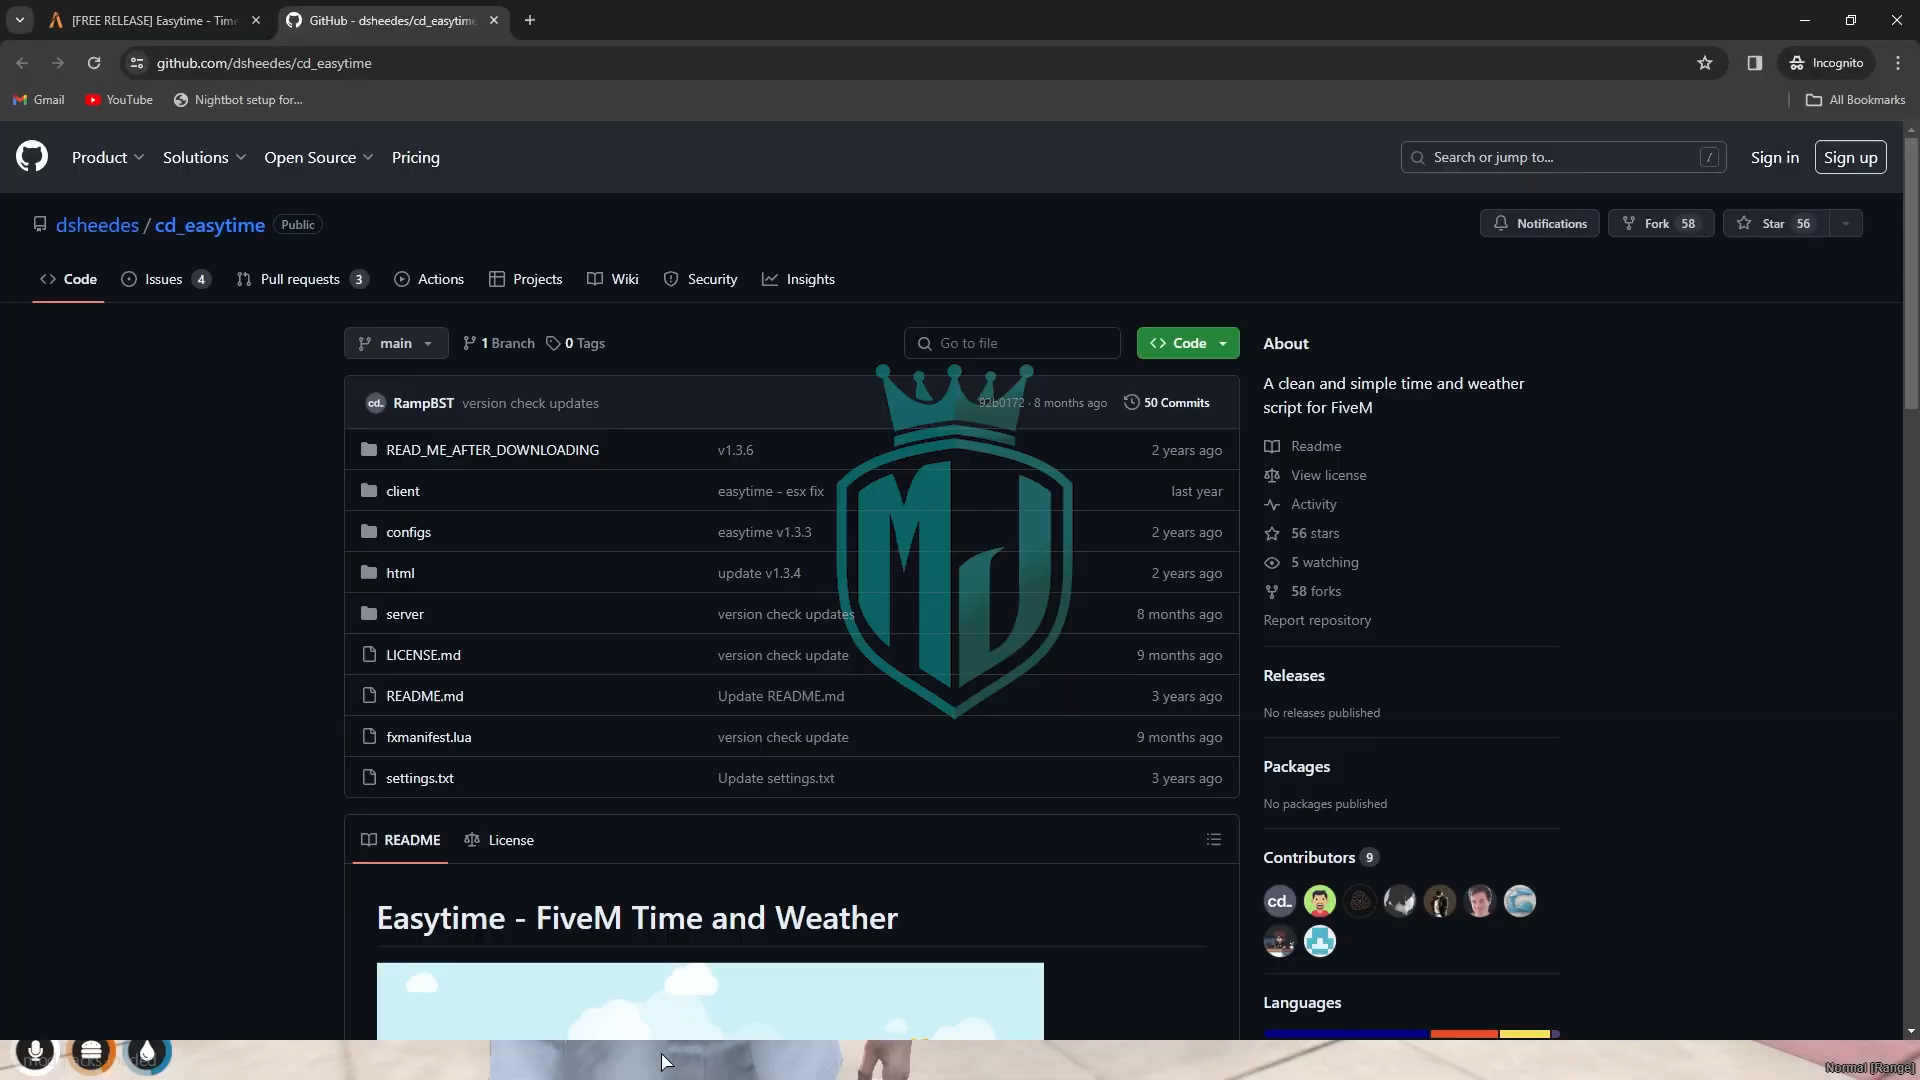 [FREE RELEASE] Easytime - Time
GitHub - dsheedes/cd_easytime
github.com/dsheedes/cd_easytime
Incognito
Gmail
YouTube
Nightbot setup for...
All Bookmarks
Product
Solutions
Open Source
Pricing
Search or jump to...
/
Sign in
Sign up
dsheedes / cd_easytime
Public
Notifications
Fork 58
Star 56
Code
Issues 4
Pull requests 3
Actions
Projects
Wiki
Security
Insights
main
1 Branch
0 Tags
Go to file
Code
cd_ RampBST version check updates 92b0172 · 8 months ago 50 Commits
READ_ME_AFTER_DOWNLOADING v1.3.6 2 years ago
client easytime - esx fix last year
configs easytime v1.3.3 2 years ago
html update v1.3.4 2 years ago
server version check updates 8 months ago
LICENSE.md version check update 9 months ago
README.md Update README.md 3 years ago
fxmanifest.lua version check update 9 months ago
settings.txt Update settings.txt 3 years ago
MJ
README
License
Easytime - FiveM Time and Weather
About
A clean and simple time and weather
script for FiveM
Readme
View license
Activity
56 stars
5 watching
58 forks
Report repository
Releases
No releases published
Packages
No packages published
Contributors 9
cd_
Languages
Normal [Range]